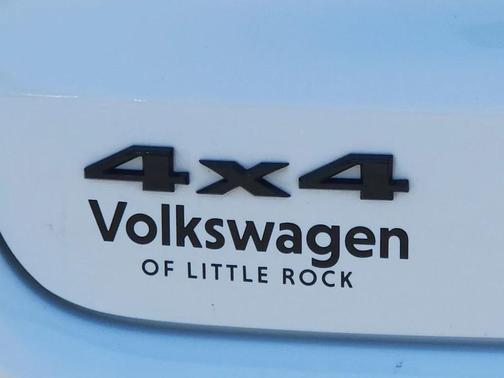 4x4
Volkswagen
OF LITTLE ROCK